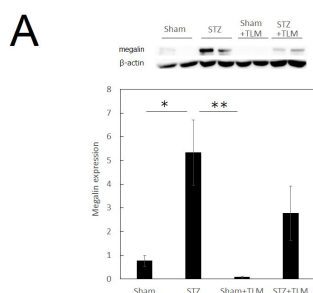 A
Sham STZ Sham +TLM STZ +TLM
megalin
β-actin
8
7
6
5
4
3
2
1
0
Megalin expression
* **
Sham STZ Sham+TLM STZ+TLM